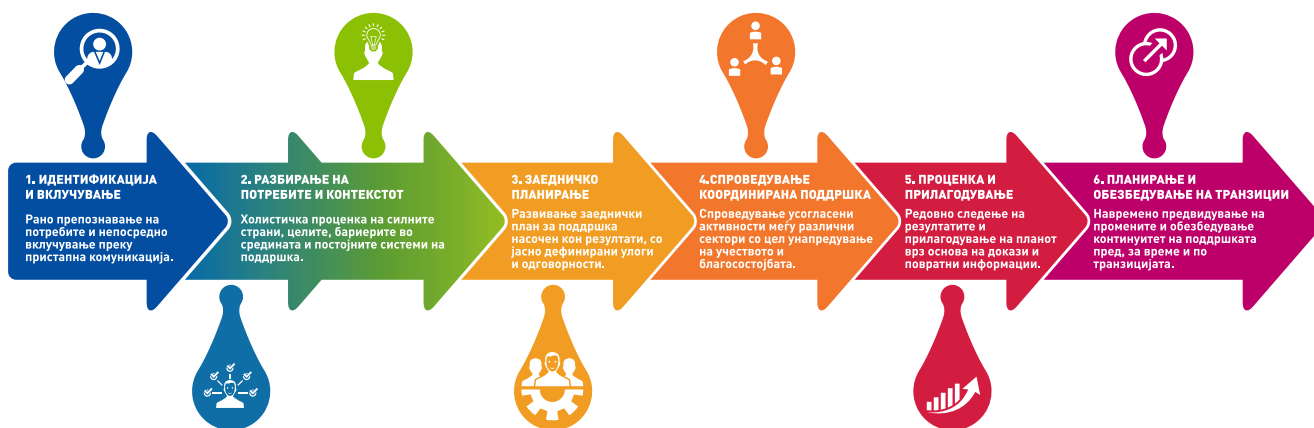 1. ИДЕНТИФИКАЦИЈА
И ВКЛУЧУВАЊЕ
Рано препознавање на
потребите и непосредно
вклучување преку
пристапна комуникација.
2. РАЗБИРАЊЕ НА
ПОТРЕБИТЕ И КОНТЕКСТОТ
Холистичка проценка на силните
страни, целите, бариерите во
средината и постојните системи на
поддршка.
3. ЗАЕДНИЧКО
ПЛАНИРАЊЕ
Развивање заеднички
план за поддршка
насочен кон резултати, со
јасно дефинирани улоги
и одговорности.
4.СПРОВЕДУВАЊЕ
КООРДИНИРАНА ПОДДРШКА
Спроведување усогласени
активности меѓу различни
сектори со цел унапредување
на учеството и
благосостојбата.
5. ПРОЦЕНКА И
ПРИЛАГОДУВАЊЕ
Редовно следење на
резултатите и
прилагодување на планот
врз основа на докази и
повратни информации.
6. ПЛАНИРАЊЕ И
ОБЕЗБЕДУВАЊЕ НА ТРАНЗИЦИИ
Навремено предвидување на
промените и обезбедување
континуитет на поддршката
пред, за време и по
транзицијата.